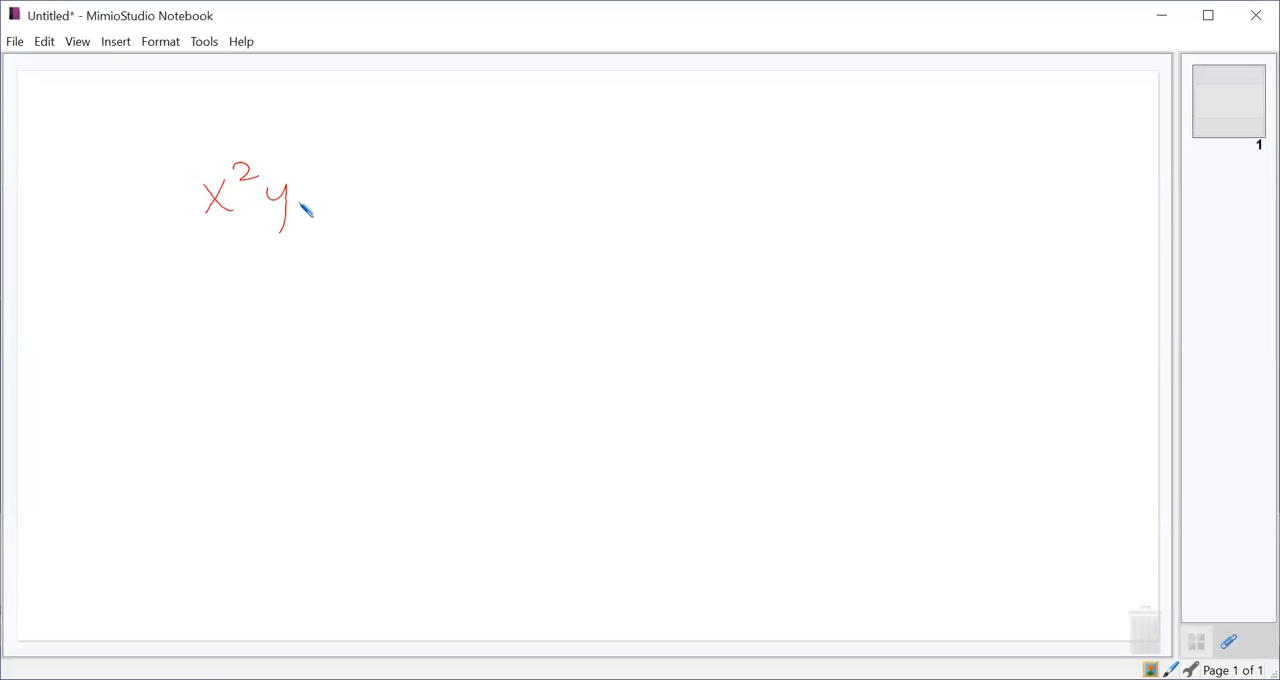 Untitled* - MimioStudio Notebook
File Edit View Insert Format Tools Help
x²y
1
Page 1 of 1